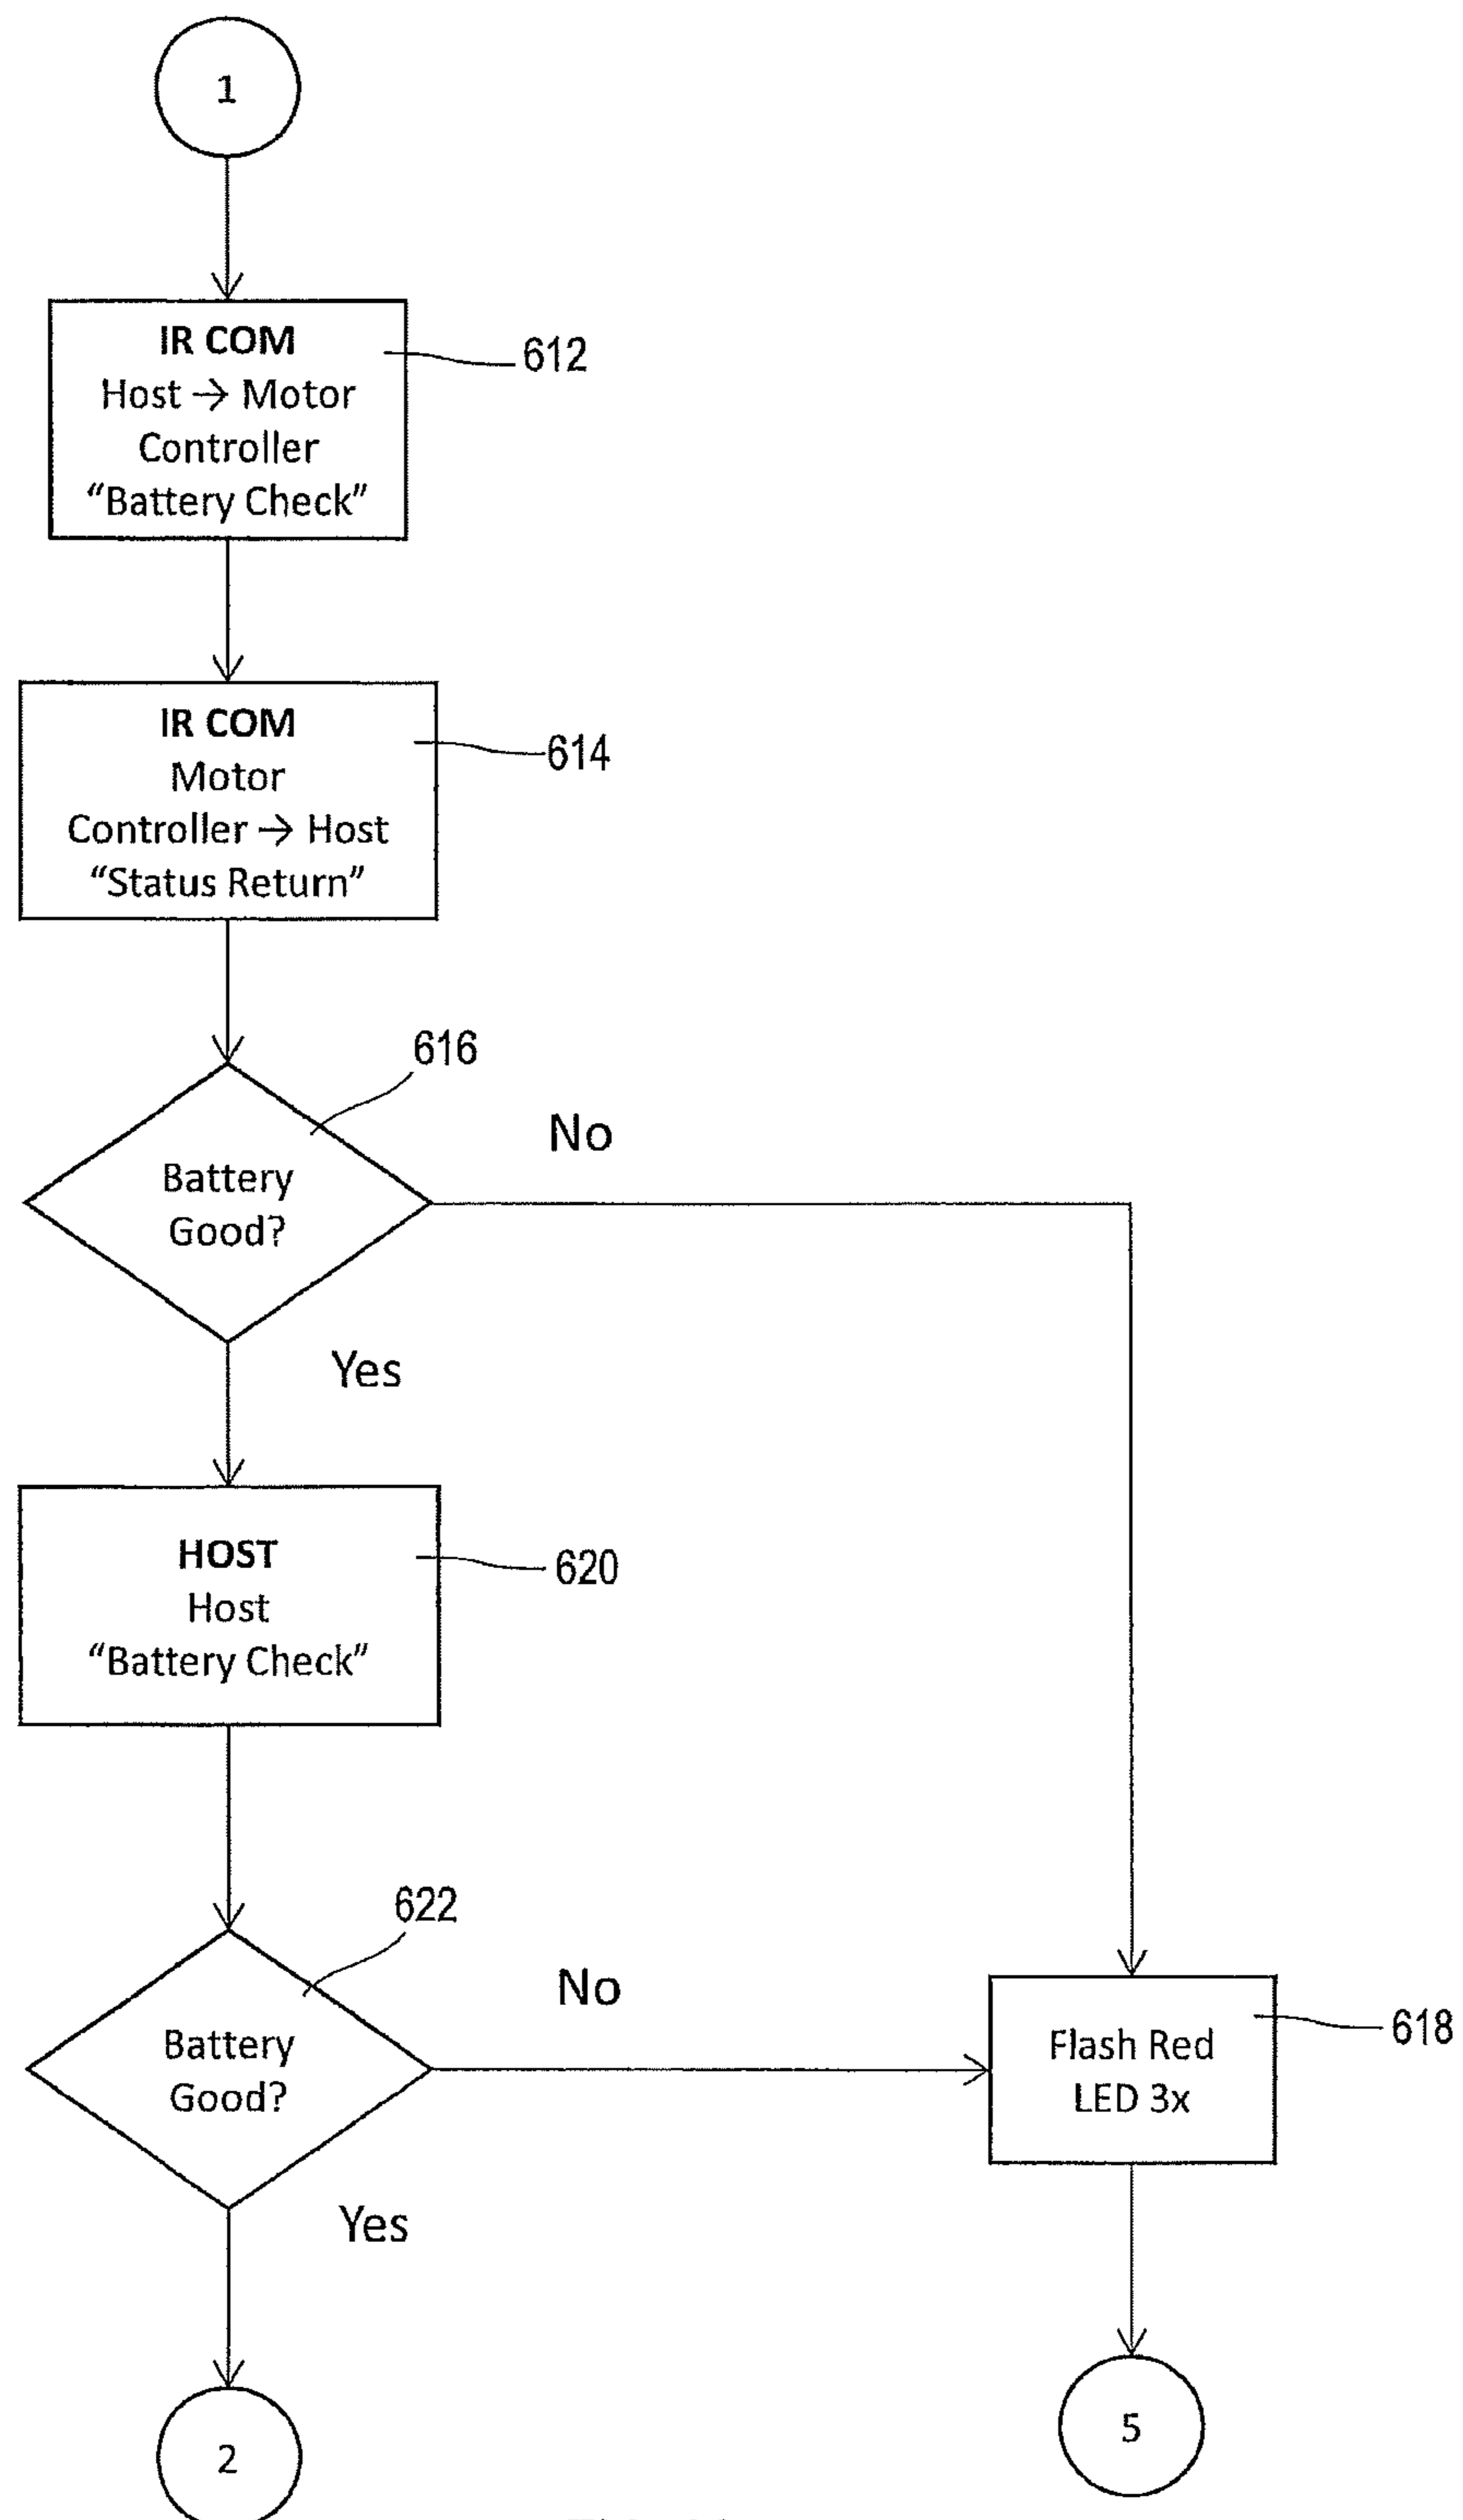 1
IR COM
Host → Motor
Controller
“Battery Check”
612
IR COM
Motor
Controller → Host
“Status Return”
614
616
Battery
Good?
No
Yes
HOST
Host
“Battery Check”
620
622
Battery
Good?
No
Yes
Flash Red
LED 3x
618
2
5